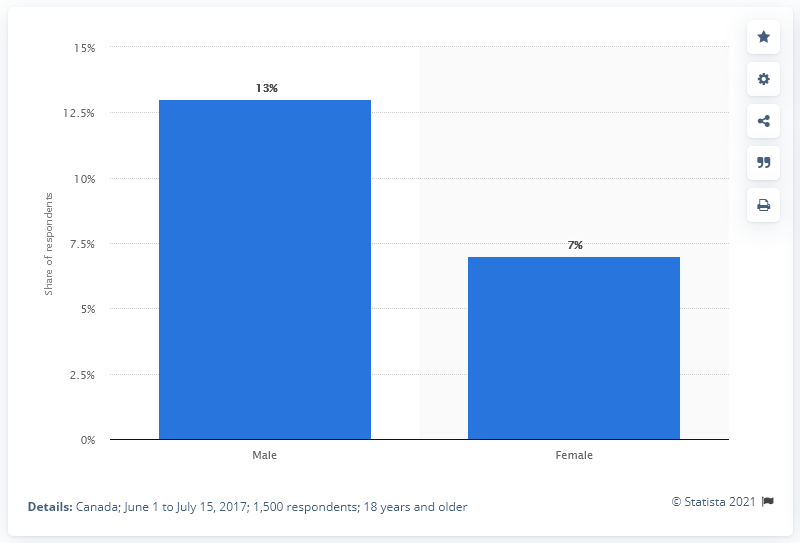 15%
13%
12.5%
10%
7.5%
7%
5%
2.5%
0%
Share of respondents
Male
Female
Details: Canada; June 1 to July 15, 2017; 1,500 respondents; 18 years and older
© Statista 2021